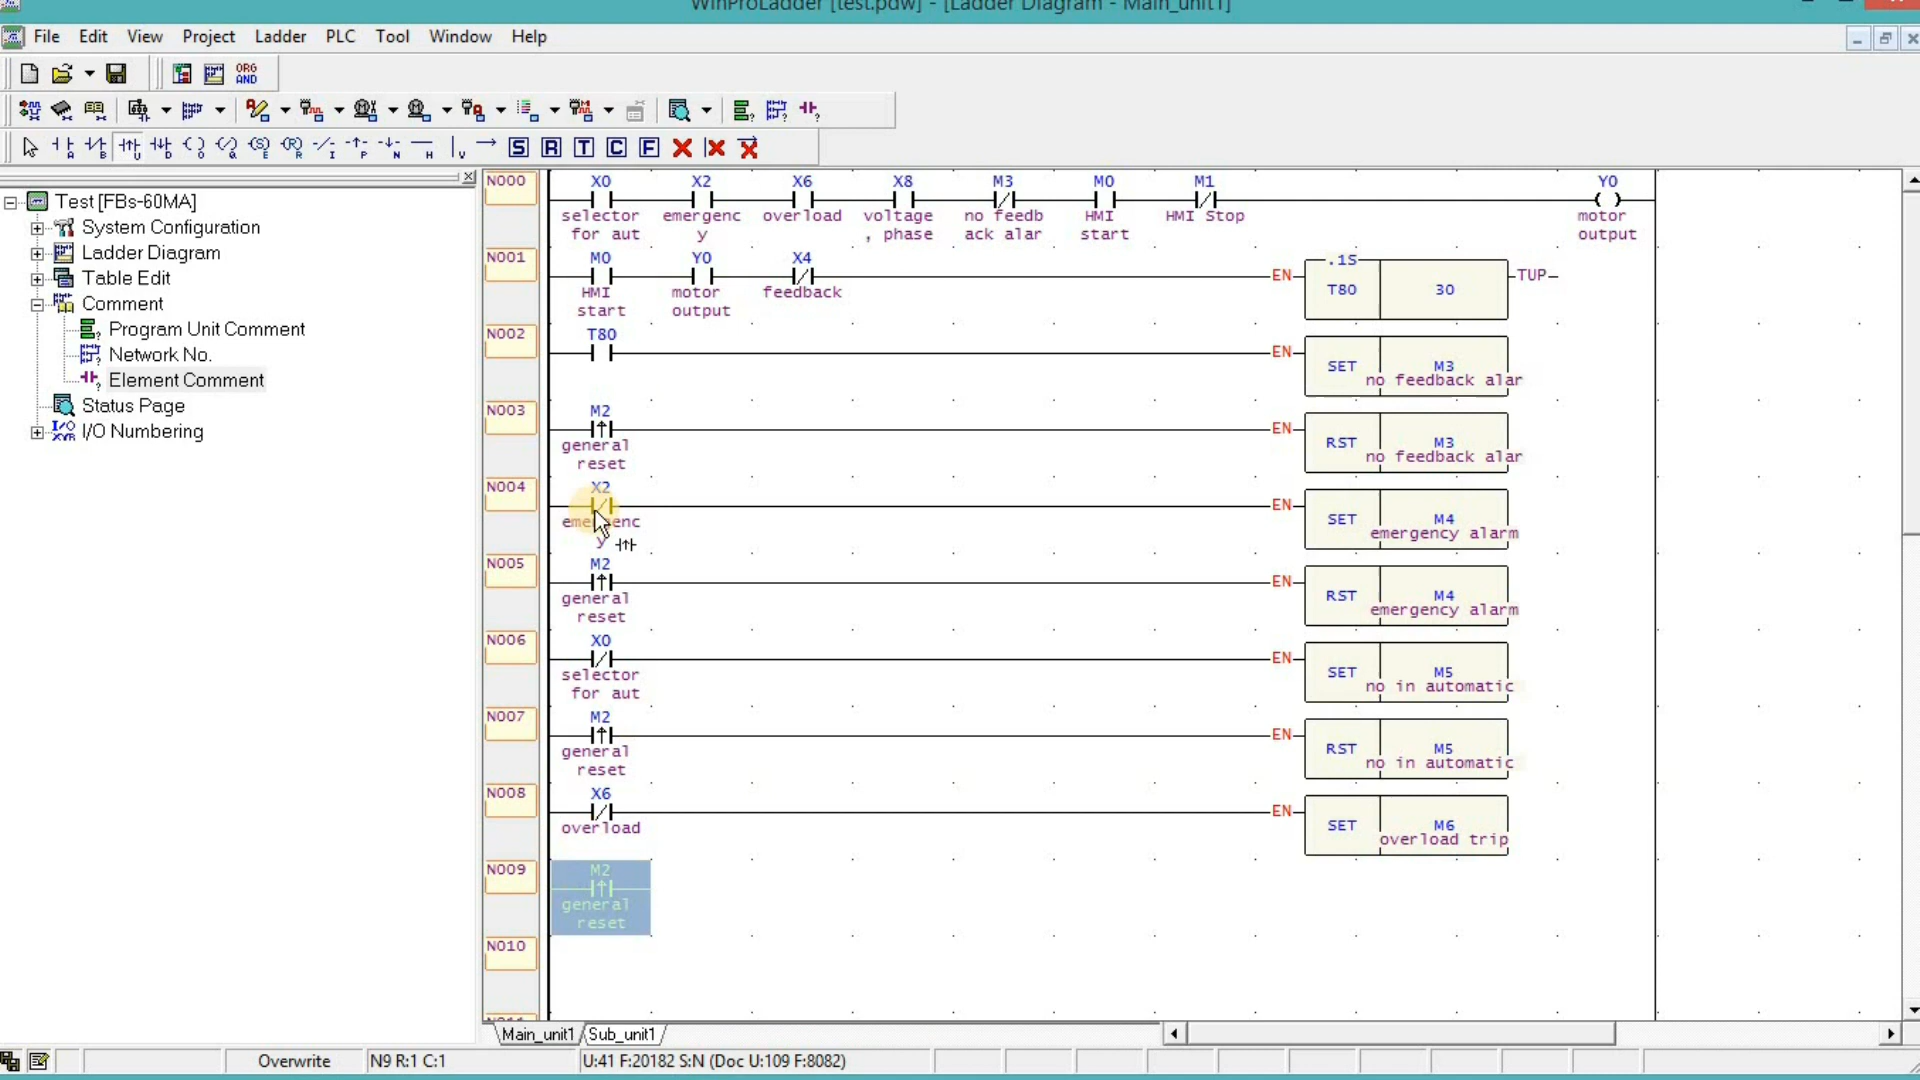 WinProLadder [test.pdw] - [Ladder Diagram - Main_unit1]
File Edit View Project Ladder PLC Tool Window Help
ORG
AND
A B U D O Q S R I P N H V S R T C F
Test [FBs-60MA]
System Configuration
Ladder Diagram
Table Edit
Comment
Program Unit Comment
Network No.
Element Comment
Status Page
I/O Numbering
N000 X0 X2 X6 X8 M3 M0 M1 Y0
selector emergenc overload voltage no feedb HMI HMI Stop motor
for aut y , phase ack alar start output
N001 M0 Y0 X4 .1S
EN T80 30 TUP
HMI motor feedback
start output
N002 T80
EN SET M3
no feedback alar
N003 M2
EN RST M3
general no feedback alar
reset
N004 X2
EN SET M4
emergenc emergency alarm
y
N005 M2
EN RST M4
general emergency alarm
reset
N006 X0
EN SET M5
selector no in automatic
for aut
N007 M2
EN RST M5
general no in automatic
reset
N008 X6
EN SET M6
overload overload trip
N009 M2
general
reset
N010
Main_unit1 Sub_unit1
Overwrite N9 R:1 C:1 U:41 F:20182 S:N (Doc U:109 F:8082)